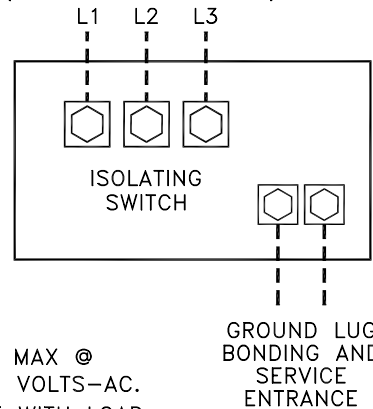 L1 L2 L3
ISOLATING
SWITCH
GROUND LUG
BONDING AND
SERVICE
ENTRANCE
MAX @
VOLTS-AC.
WITH LOAD